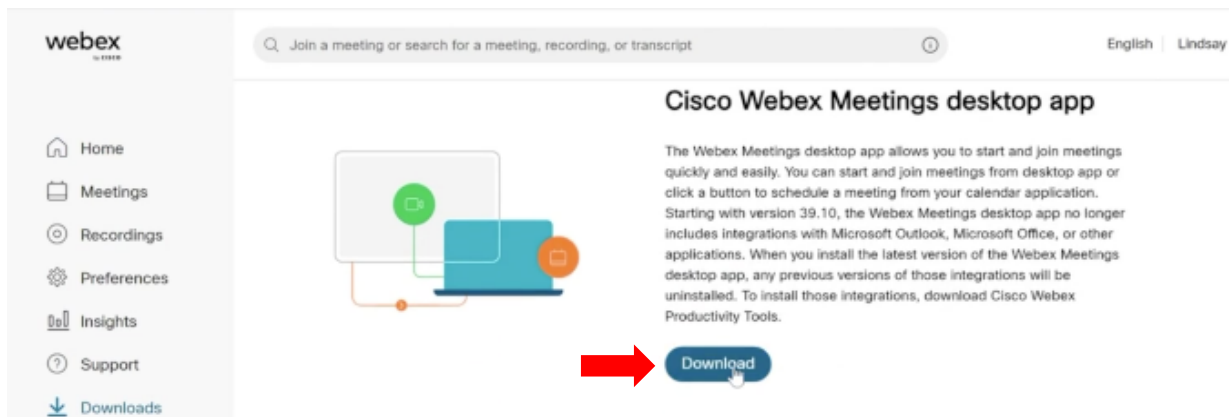 webex
by CISCO
Join a meeting or search for a meeting, recording, or transcript
English
Lindsay
Home
Meetings
Recordings
Preferences
Insights
Support
Downloads
Cisco Webex Meetings desktop app
The Webex Meetings desktop app allows you to start and join meetings
quickly and easily. You can start and join meetings from desktop app or
click a button to schedule a meeting from your calendar application.
Starting with version 39.10, the Webex Meetings desktop app no longer
includes integrations with Microsoft Outlook, Microsoft Office, or other
applications. When you install the latest version of the Webex Meetings
desktop app, any previous versions of those integrations will be
uninstalled. To install those integrations, download Cisco Webex
Productivity Tools.
Download